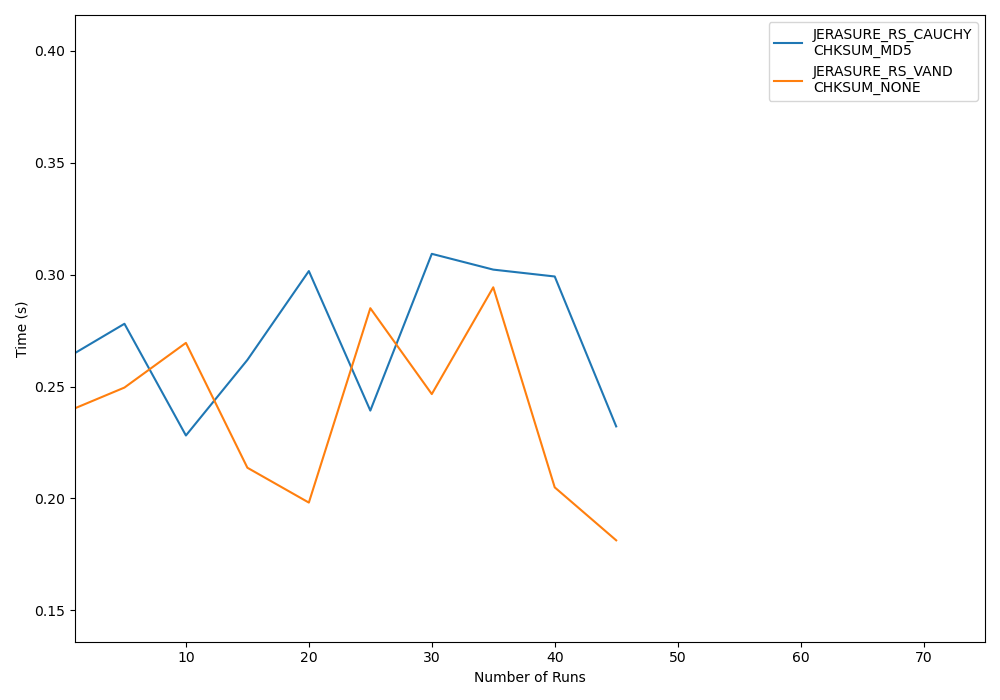 JERASURE_RS_CAUCHY
CHKSUM_MD5
JERASURE_RS_VAND
CHKSUM_NONE
0.40
0.35
0.30
0.25
0.20
0.15
Time (s)
10 20 30 40 50 60 70
Number of Runs